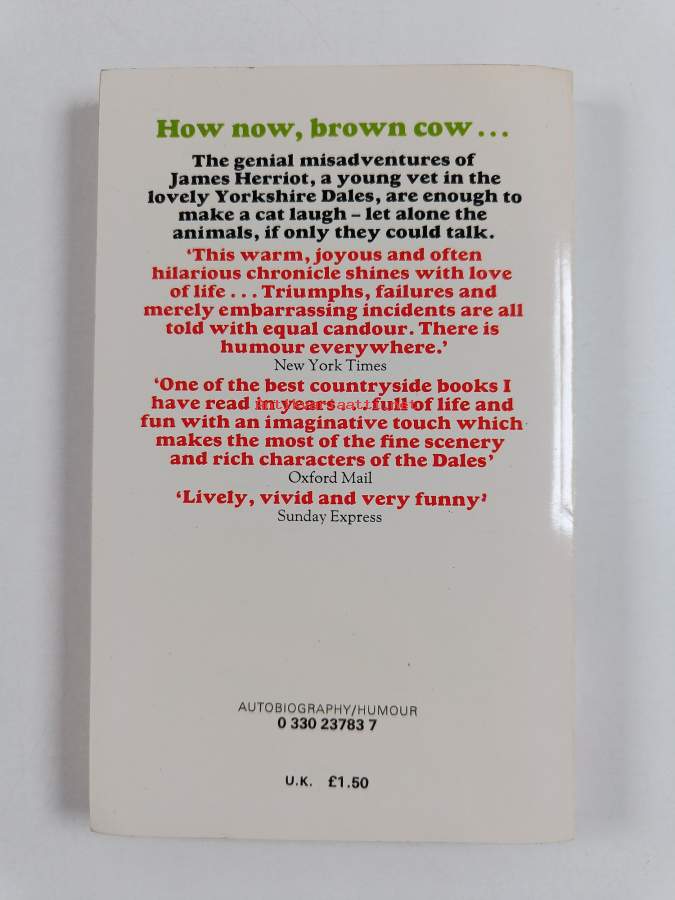 How now, brown cow...
The genial misadventures of
James Herriot, a young vet in the
lovely Yorkshire Dales, are enough to
make a cat laugh – let alone the
animals, if only they could talk.
‘This warm, joyous and often
hilarious chronicle shines with love
of life... Triumphs, failures and
merely embarrassing incidents are all
told with equal candour. There is
humour everywhere.’
New York Times
‘One of the best countryside books I
have read in years ... full of life and
fun with an imaginative touch which
makes the most of the fine scenery
and rich characters of the Dales’
Oxford Mail
‘Lively, vivid and very funny’
Sunday Express
AUTOBIOGRAPHY/HUMOUR
0 330 23783 7
U.K. £1.50